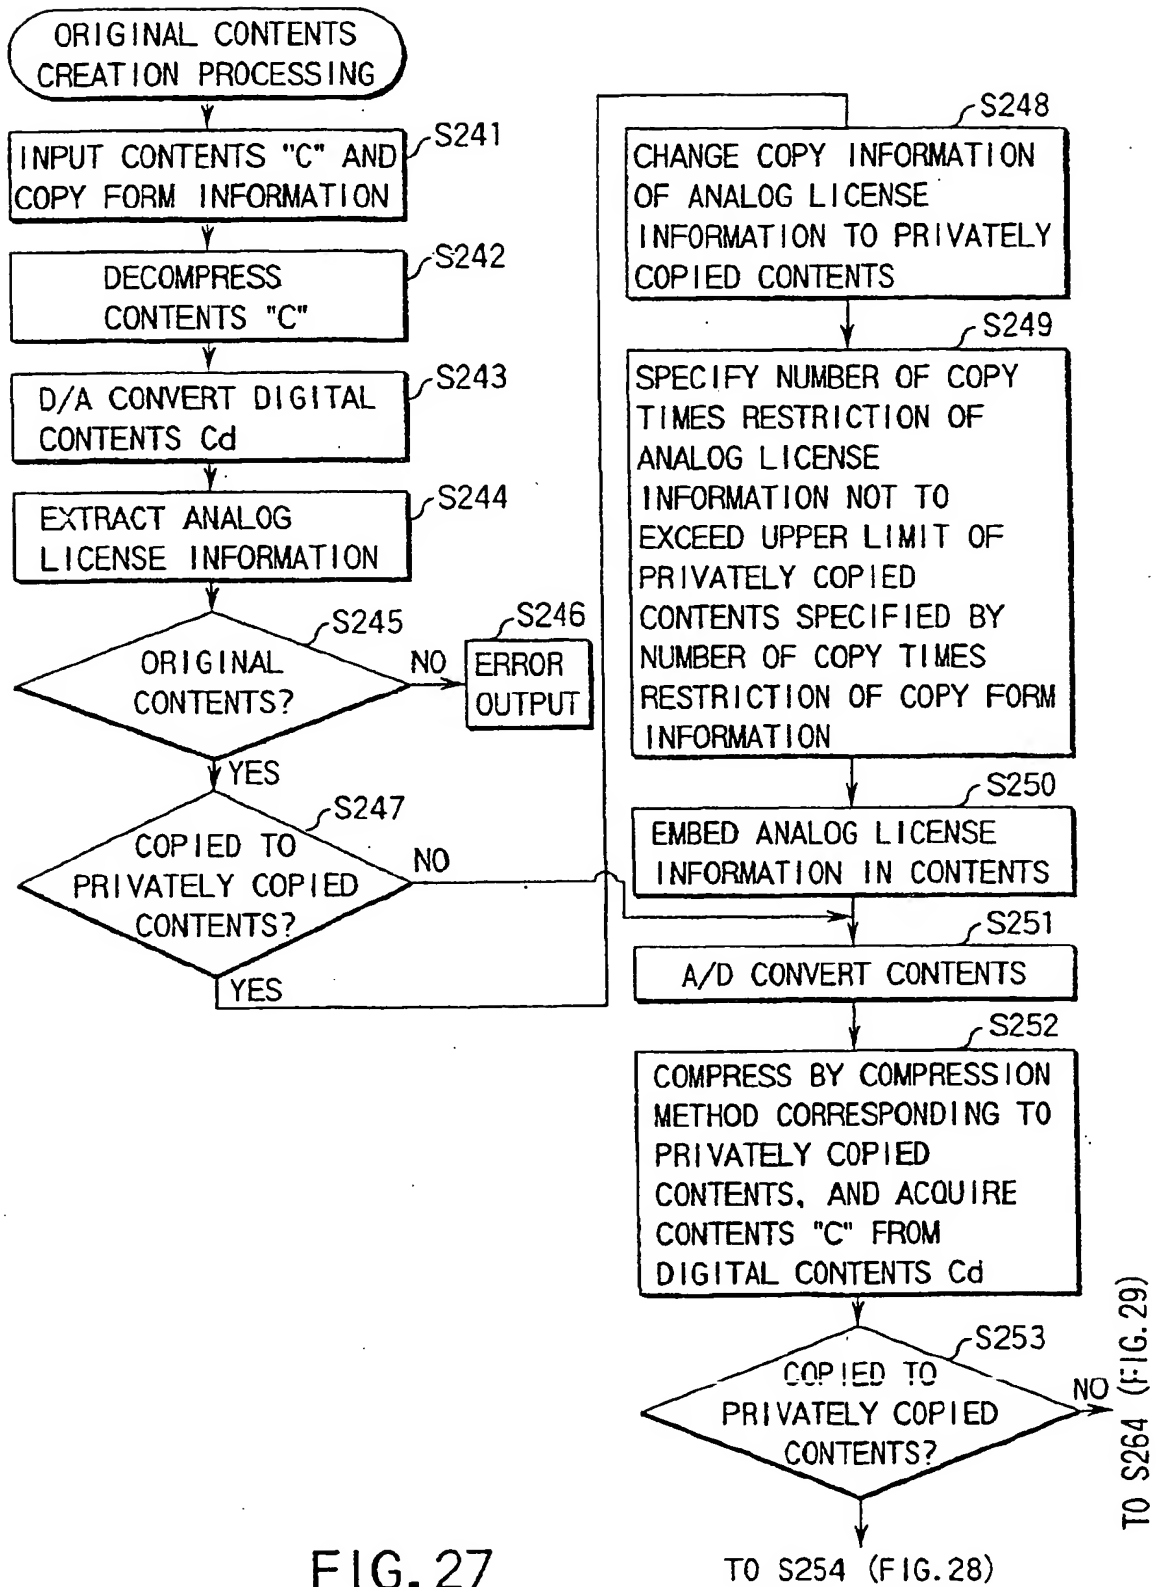 ORIGINAL CONTENTS
CREATION PROCESSING
S241
INPUT CONTENTS "C" AND
COPY FORM INFORMATION
S242
DECOMPRESS
CONTENTS "C"
S243
D/A CONVERT DIGITAL
CONTENTS Cd
S244
EXTRACT ANALOG
LICENSE INFORMATION
S245
ORIGINAL
CONTENTS?
NO
S246
ERROR
OUTPUT
YES
S247
COPIED TO
PRIVATELY COPIED
CONTENTS?
NO
YES
S248
CHANGE COPY INFORMATION
OF ANALOG LICENSE
INFORMATION TO PRIVATELY
COPIED CONTENTS
S249
SPECIFY NUMBER OF COPY
TIMES RESTRICTION OF
ANALOG LICENSE
INFORMATION NOT TO
EXCEED UPPER LIMIT OF
PRIVATELY COPIED
CONTENTS SPECIFIED BY
NUMBER OF COPY TIMES
RESTRICTION OF COPY FORM
INFORMATION
S250
EMBED ANALOG LICENSE
INFORMATION IN CONTENTS
S251
A/D CONVERT CONTENTS
S252
COMPRESS BY COMPRESSION
METHOD CORRESPONDING TO
PRIVATELY COPIED
CONTENTS, AND ACQUIRE
CONTENTS "C" FROM
DIGITAL CONTENTS Cd
S253
COPIED TO
PRIVATELY COPIED
CONTENTS?
NO
TO S264 (FIG.29)
TO S254 (FIG.28)
FIG.27